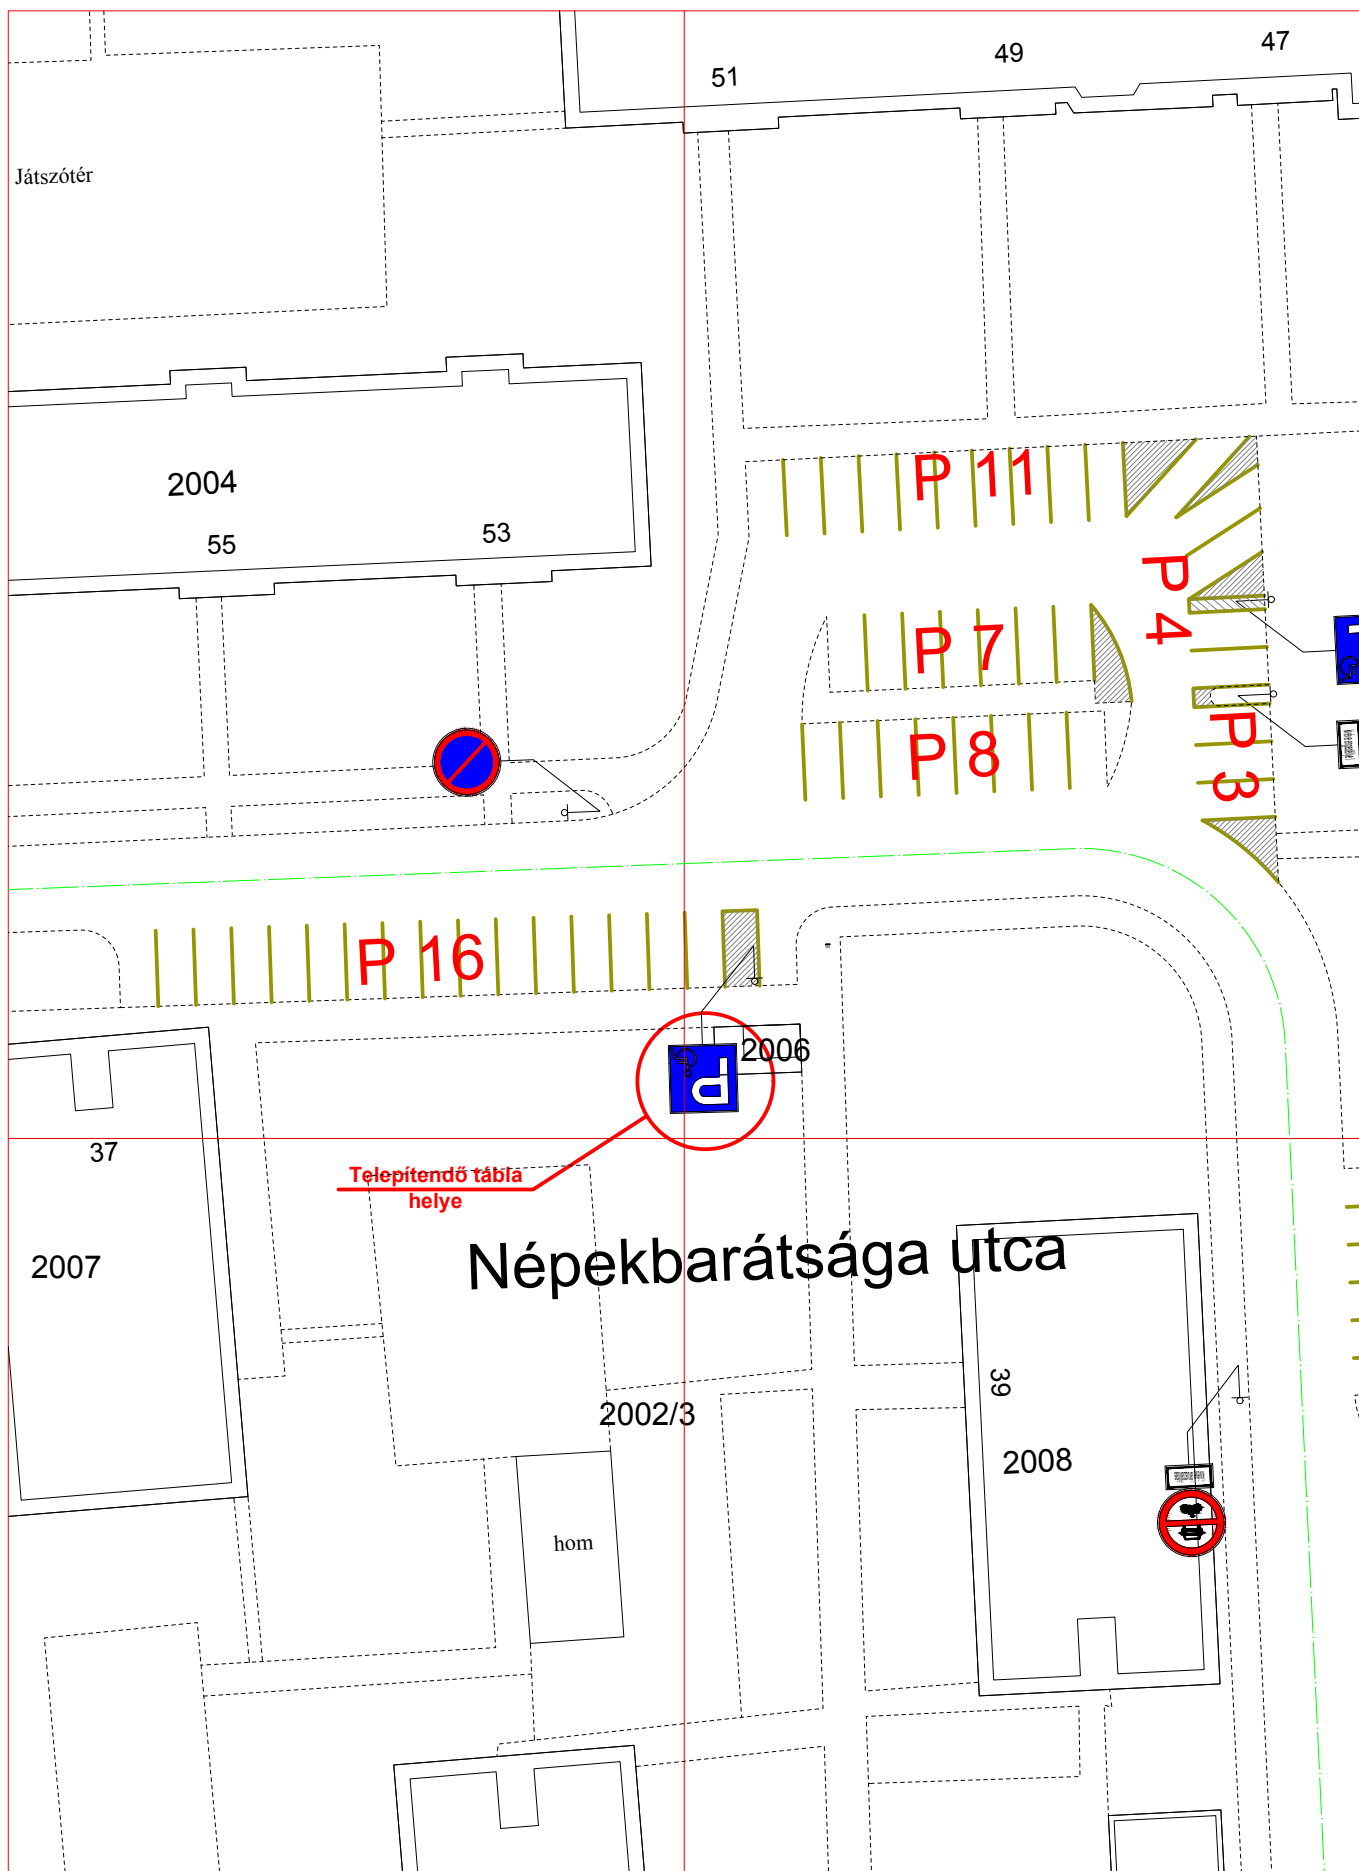 51
49
47
Játszótér
2004
55
53
P 11
P 4
P 7
P 8
P 3
P 16
2006
P
37
Telepítendő tábla
helye
2007
Népekbarátsága utca
39
2002/3
2008
hom